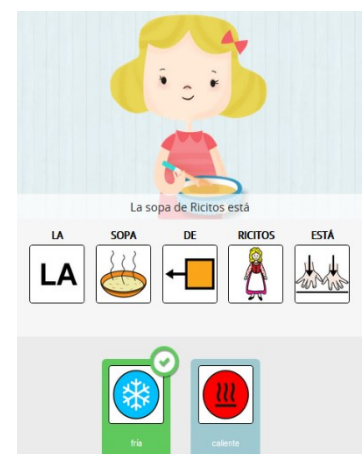 La sopa de Ricitos está
LA SOPA DE RICITOS ESTÁ
LA
fría caliente